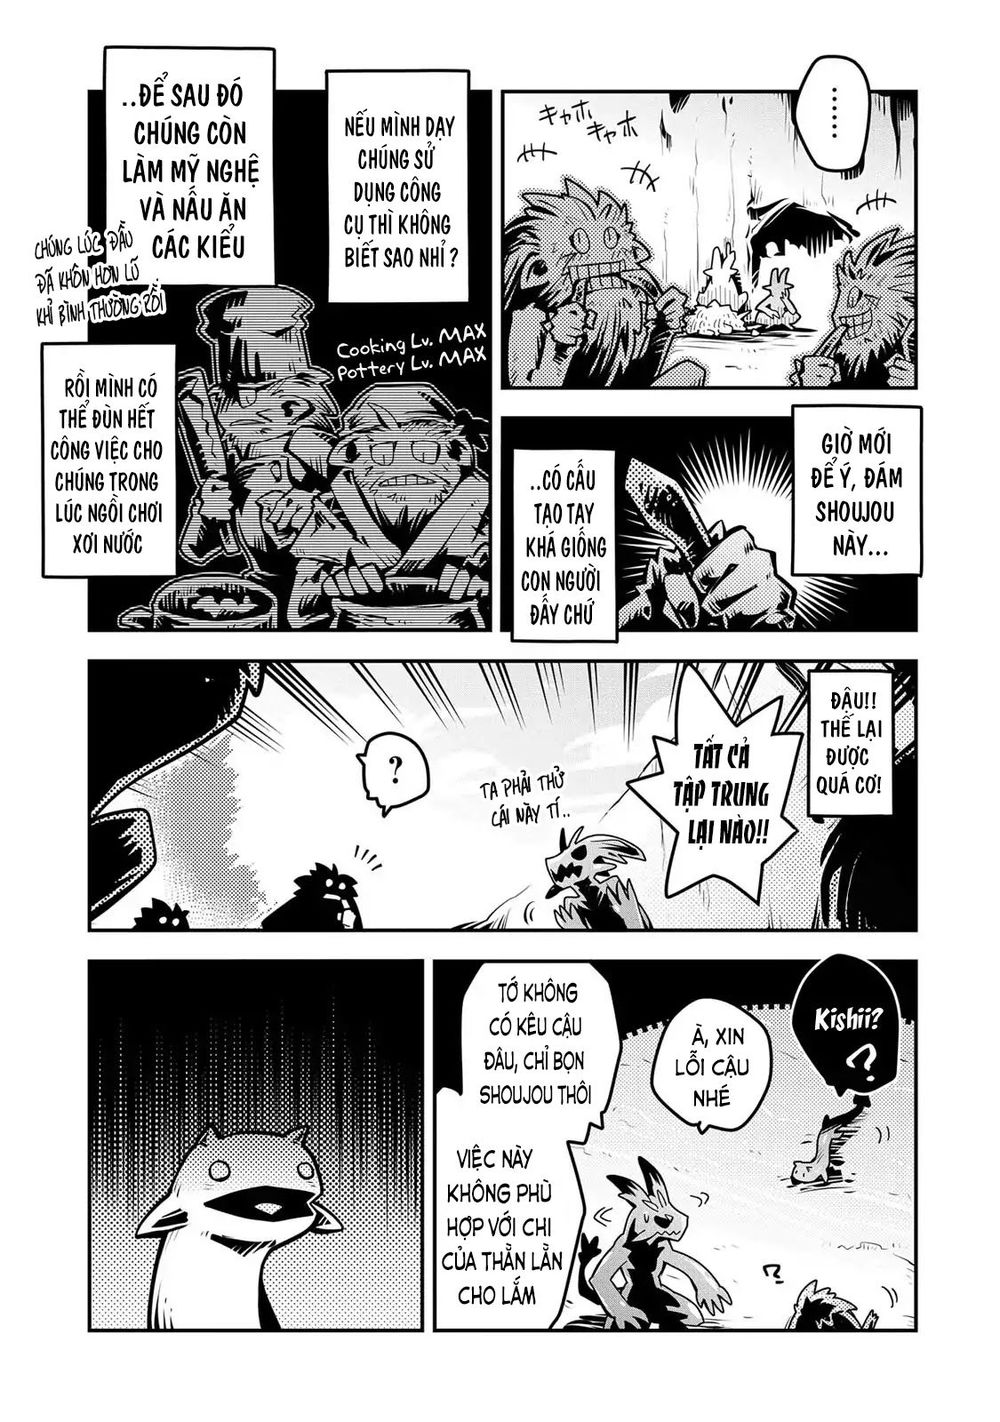 ......
キャホ
キャホ
GIỜ MỚI
ĐỂ Ý, ĐÁM
SHOUJOU
NÀY...
..CÓ CẤU
TẠO TAY
KHÁ GIỐNG
CON NGƯỜI
ĐẤY CHỨ
NẾU MÌNH DẠY
CHÚNG SỬ
DỤNG CÔNG
CỤ THÌ KHÔNG
BIẾT SAO NHỈ ?
..ĐỂ SAU ĐÓ
CHÚNG CÒN
LÀM MỸ NGHỆ
VÀ NẤU ĂN
CÁC KIỂU
CHÚNG LÚC ĐẦU
ĐÃ KHÔN HƠN LŨ
KHỈ BÌNH THƯỜNG RỒI
Cooking Lv. MAX
Pottery Lv. MAX
RỒI MÌNH CÓ
THỂ ĐÙN HẾT
CÔNG VIỆC CHO
CHÚNG TRONG
LÚC NGỒI CHƠI
XƠI NƯỚC
ĐẬU!!
THẾ LẠI
ĐƯỢC
QUÁ CƠ!
TẤT CẢ
TẬP TRUNG
LẠI NÀO!!
TA PHẢI THỬ
CÁI NÀY TÍ..
?
Kishii?
?
À, XIN
LỖI CẬU
NHÉ
TỚ KHÔNG
CÓ KÊU CẬU
ĐÂU, CHỈ BỌN
SHOUJOU THÔI
VIỆC NÀY
KHÔNG PHÙ
HỢP VỚI CHI
CỦA THẰN LẰN
CHO LẮM
?